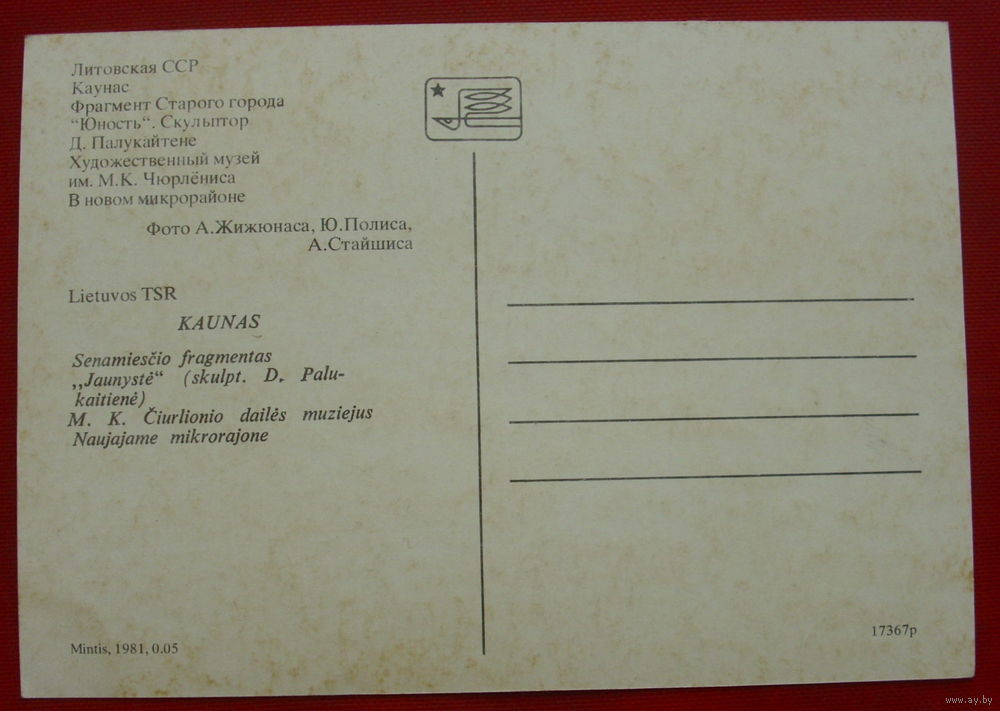 Литовская ССР
Каунас
Фрагмент Старого города
“Юность“. Скульптор
Д. Палукайтене
Художественный музей
им. М.К. Чюрлёниса
В новом микрорайоне
Фото А.Жижюнаса, Ю.Полиса,
А.Стайшиса
Lietuvos TSR
KAUNAS
Senamiesčio fragmentas
„Jaunystė“ (skulpt. D. Palu-
kaitienė)
M. K. Čiurlionio dailės muziejus
Naujajame mikrorajone
Mintis, 1981, 0.05
17367p
www.ay.by